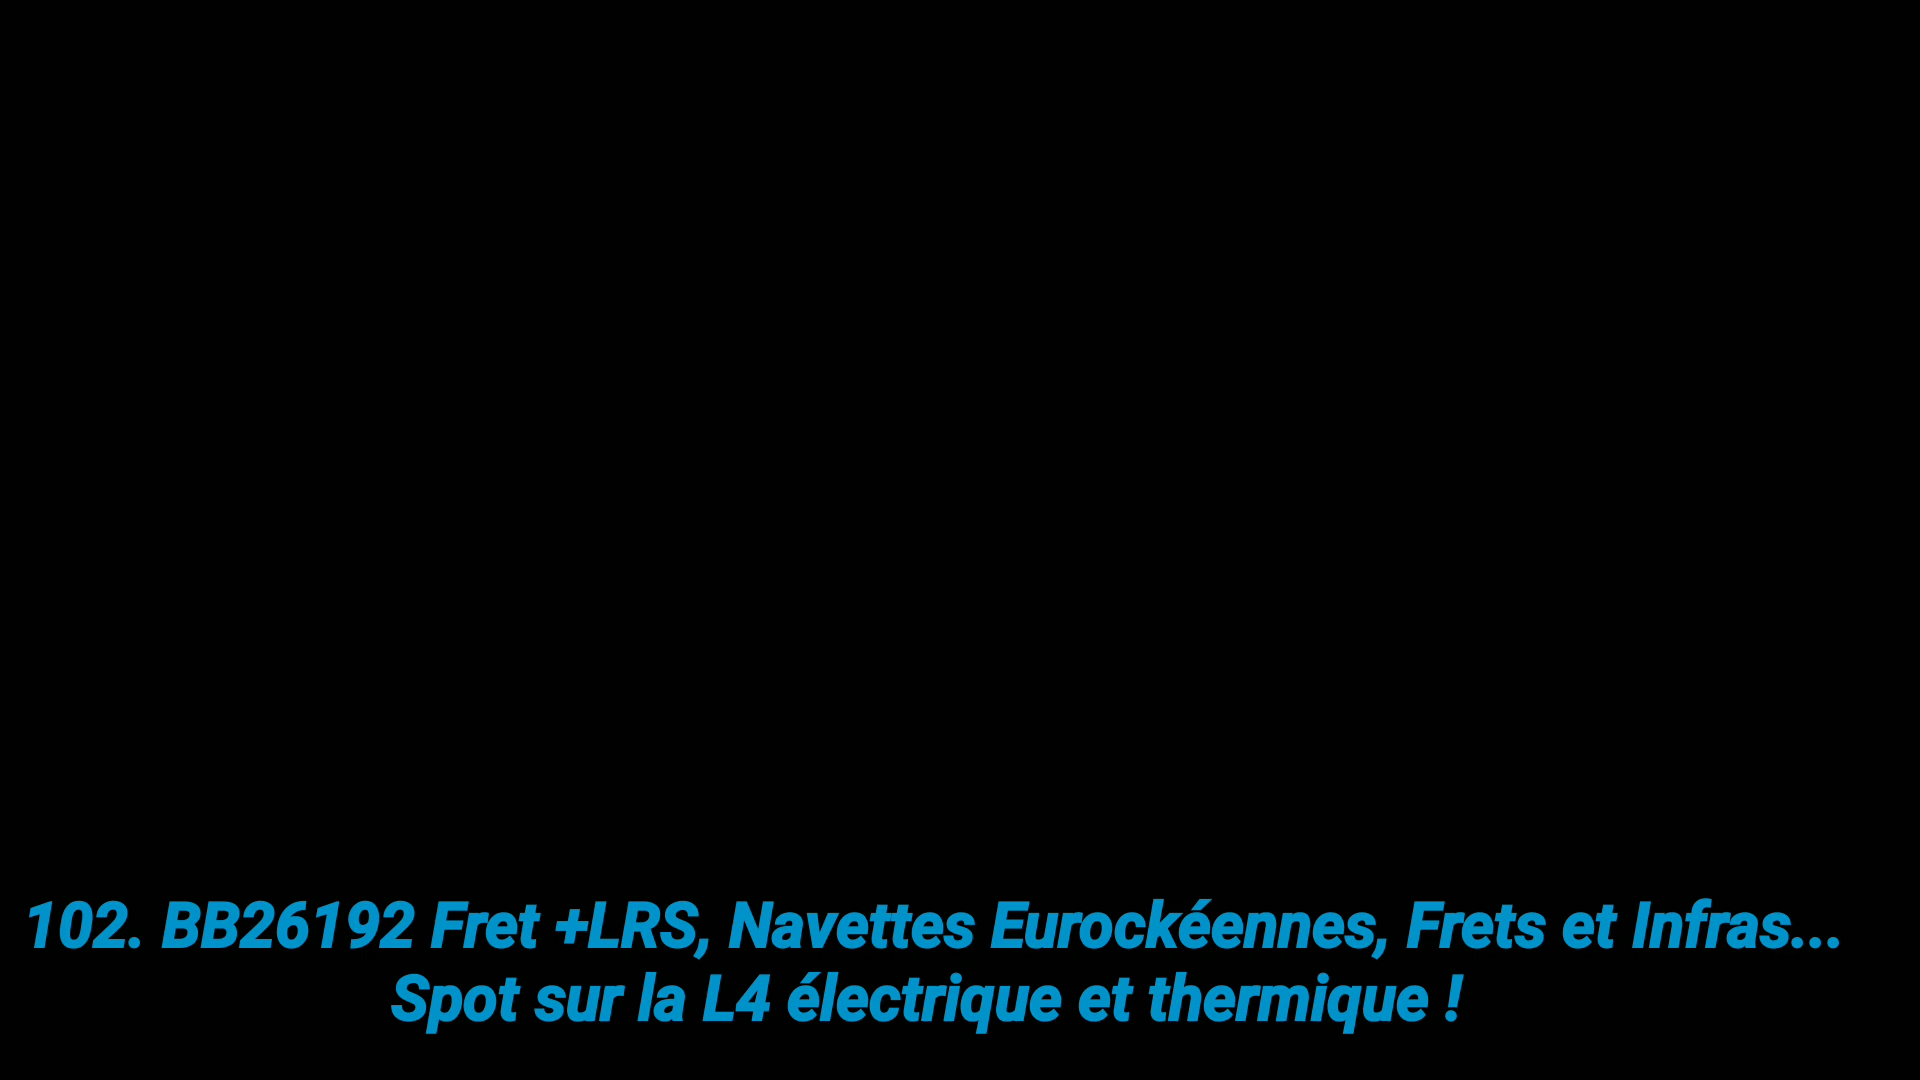 102. BB26192 Fret +LRS, Navettes Eurockéennes, Frets et Infras...
Spot sur la L4 électrique et thermique !